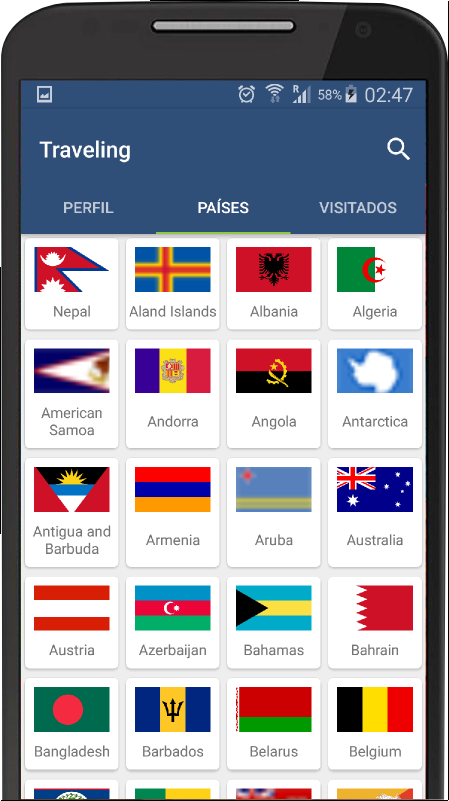 R 58% 02:47
Traveling
PERFIL PAÍSES VISITADOS
Nepal Aland Islands Albania Algeria
American
Samoa Andorra Angola Antarctica
Antigua and
Barbuda Armenia Aruba Australia
Austria Azerbaijan Bahamas Bahrain
Bangladesh Barbados Belarus Belgium